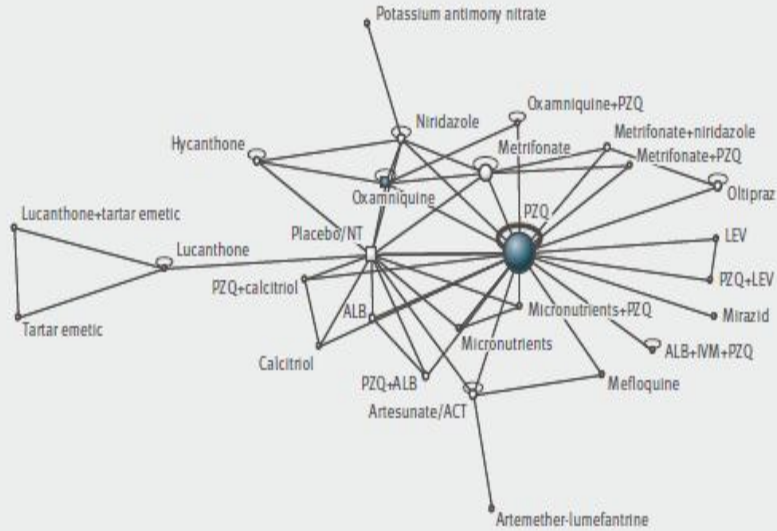 Potassium antimony nitrate
Oxamniquine+PZQ
Niridazole
Metrifonate+niridazole
Hycanthone
Metrifonate
Metrifonate+PZQ
Oxamniquine
Oltipraz
Lucanthone+tartar emetic
PZQ
Placebo/NT
LEV
Lucanthone
PZQ+calcitriol
PZQ+LEV
ALB
Micronutrients+PZQ
Mirazid
Tartar emetic
Micronutrients
ALB+IVM+PZQ
Calcitriol
PZQ+ALB
Mefloquine
Artesunate/ACT
Artemether-lumefantrine